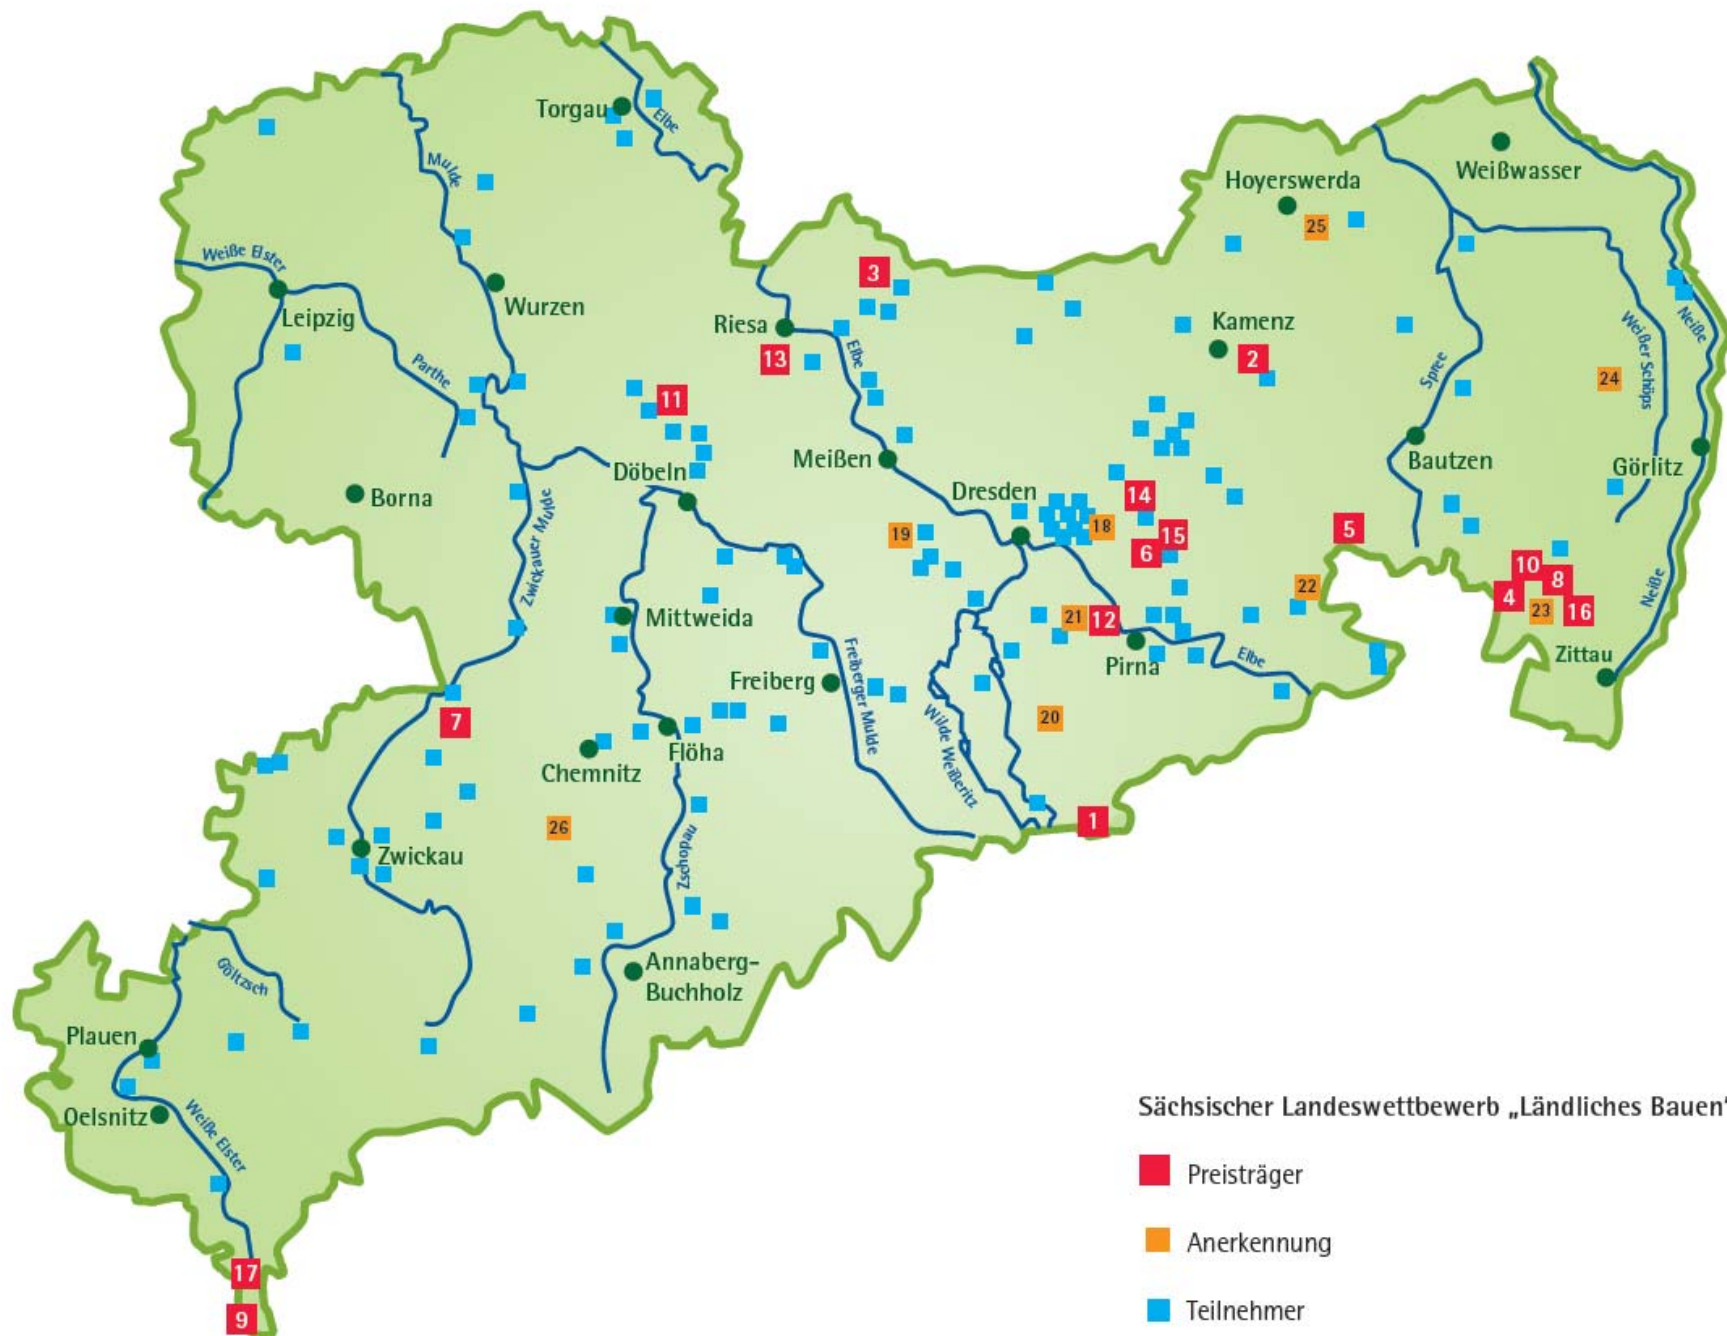 Torgau
Elbe
Mulde
Weißwasser
Hoyerswerda
25
Weiße Elster
Leipzig
Wurzen
3
Riesa
13
Elbe
Kamenz
2
Neiße
Weißer Schöps
Spree
24
Parthe
11
Döbeln
Meißen
Bautzen
Görlitz
Borna
Dresden
14
18
15
6
19
5
Zwickauer Mulde
10
8
4
23
16
22
Neiße
Mittweida
21
12
Pirna
Elbe
Zittau
Freiberg
Freiberger Mulde
7
20
Wilde Weißeritz
Flöha
Chemnitz
26
1
Zwickau
Zschopau
Göltzsch
Annaberg-
Buchholz
Plauen
Oelsnitz
Weiße Elster
17
9
Sächsischer Landeswettbewerb „Ländliches Bauen“
Preisträger
Anerkennung
Teilnehmer